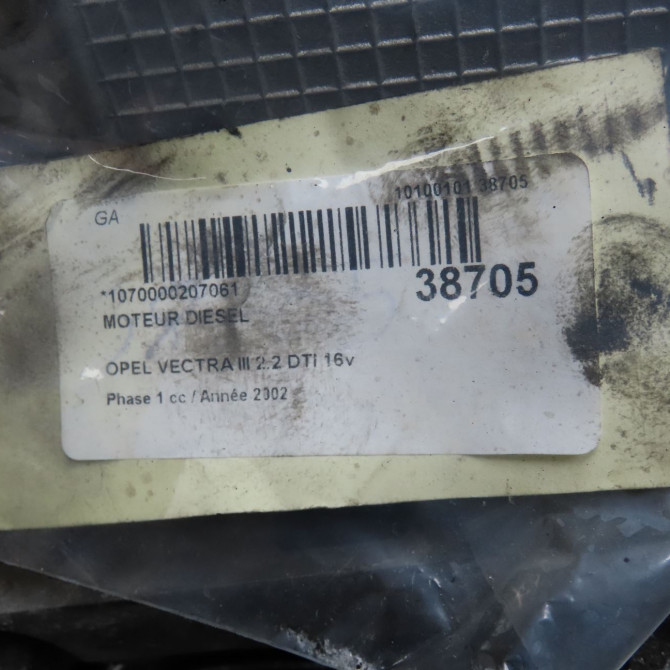 GA
10100101 38705
*1070000207061
38705
MOTEUR DIESEL
OPEL VECTRA III 2.2 DTi 16v
Phase 1 cc / Année 2002